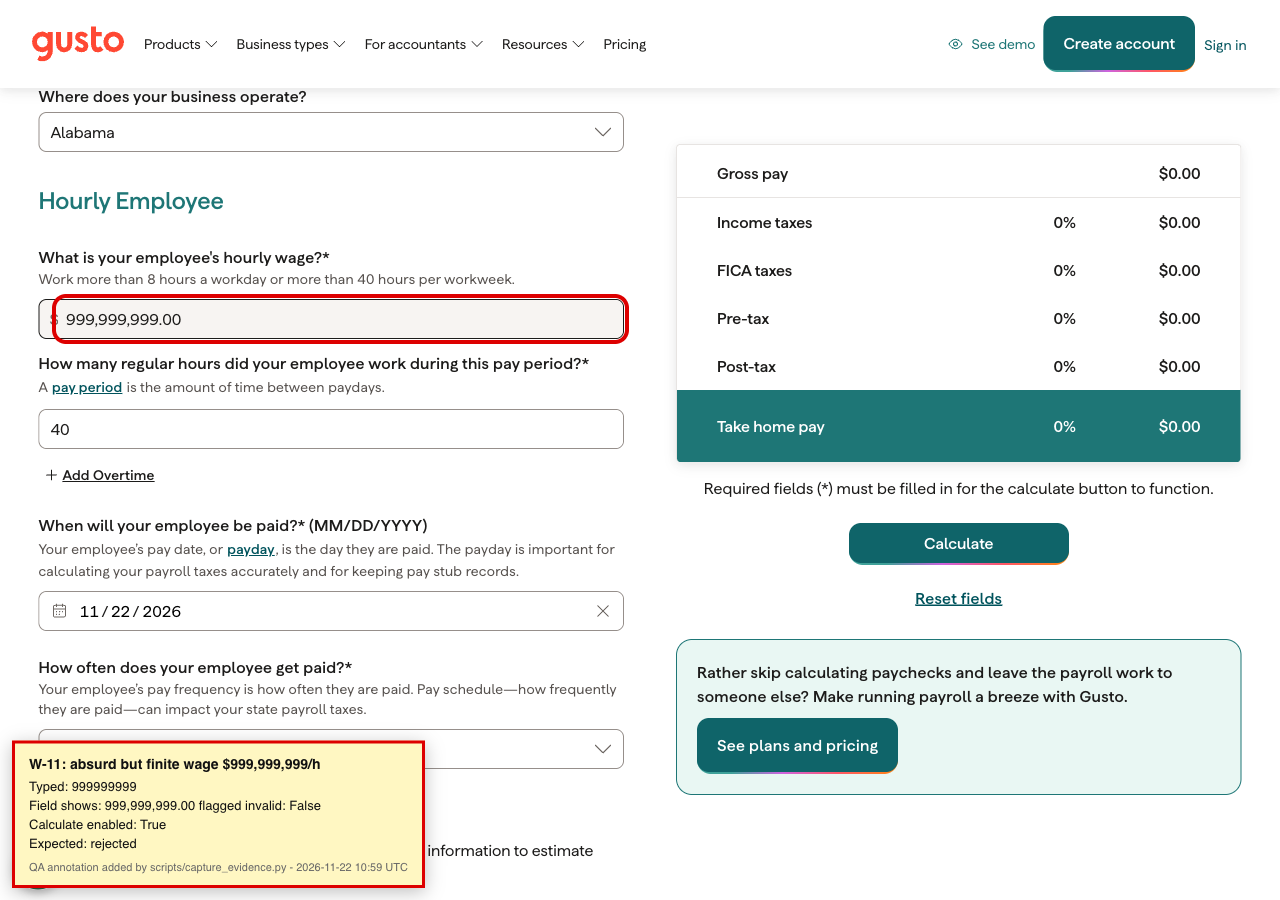 gusto
Products
Business types
For accountants
Resources
Pricing
See demo
Create account
Sign in
Where does your business operate?
Alabama
Hourly Employee
What is your employee's hourly wage?*
Work more than 8 hours a workday or more than 40 hours per workweek.
$ 999,999,999.00
How many regular hours did your employee work during this pay period?*
A pay period is the amount of time between paydays.
40
+ Add Overtime
When will your employee be paid?* (MM/DD/YYYY)
Your employee's pay date, or payday, is the day they are paid. The payday is important for
calculating your payroll taxes accurately and for keeping pay stub records.
11 / 22 / 2026
How often does your employee get paid?*
Your employee's pay frequency is how often they are paid. Pay schedule—how frequently
they are paid—can impact your state payroll taxes.
information to estimate
W-11: absurd but finite wage $999,999,999/h
Typed: 999999999
Field shows: 999,999,999.00 flagged invalid: False
Calculate enabled: True
Expected: rejected
QA annotation added by scripts/capture_evidence.py - 2026-11-22 10:59 UTC
Gross pay $0.00
Income taxes 0% $0.00
FICA taxes 0% $0.00
Pre-tax 0% $0.00
Post-tax 0% $0.00
Take home pay 0% $0.00
Required fields (*) must be filled in for the calculate button to function.
Calculate
Reset fields
Rather skip calculating paychecks and leave the payroll work to
someone else? Make running payroll a breeze with Gusto.
See plans and pricing